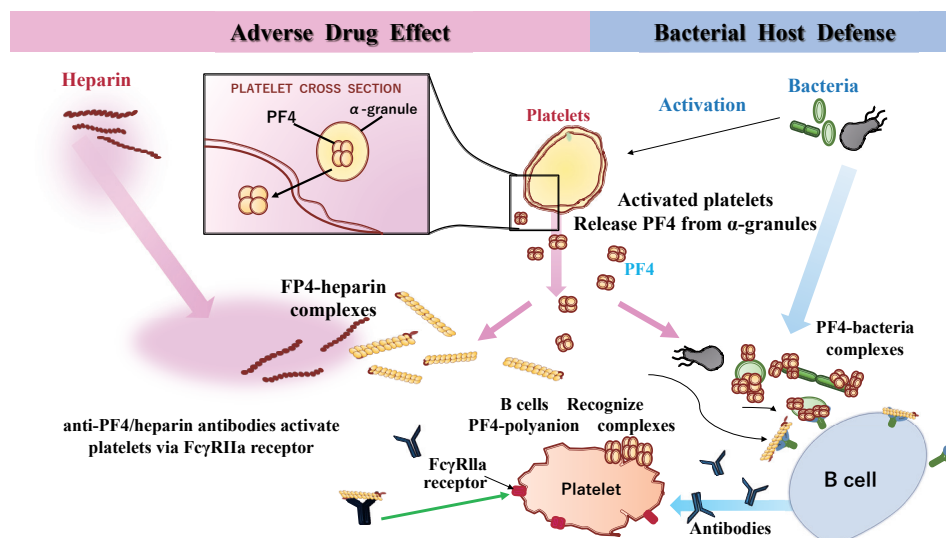 Adverse Drug Effect
Bacterial Host Defense
Heparin
PLATELET CROSS SECTION
PF4
α-granule
Platelets
Activation
Bacteria
Activated platelets
Release PF4 from α-granules
PF4
FP4-heparin
complexes
PF4-bacteria
complexes
anti-PF4/heparin antibodies activate
platelets via FcγRIIa receptor
B cells Recognize
PF4-polyanion complexes
FcγRlla
receptor
Platelet
B cell
Antibodies